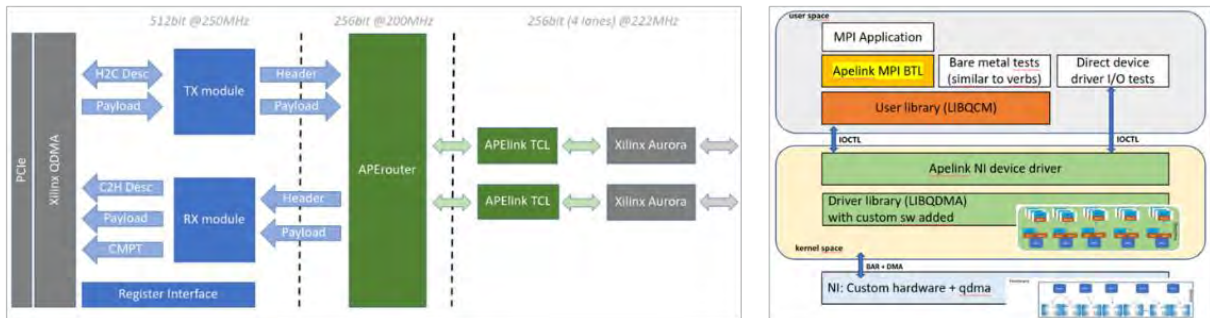 512bit @250MHz
256bit @200MHz
256bit (4 lanes) @222MHz
PCIe
Xilinx QDMA
H2C Desc
Payload
TX module
Header
Payload
C2H Desc
Payload
CMPT
RX module
Header
Payload
Register Interface
APErouter
APElink TCL
Xilinx Aurora
APElink TCL
Xilinx Aurora
user space
MPI Application
Apelink MPI BTL
Bare metal tests
(similar to verbs)
Direct device
driver I/O tests
User library (LIBQCM)
IOCTL
IOCTL
Apelink NI device driver
Driver library (LIBQDMA)
with custom sw added
kernel space
BAR + DMA
NI: Custom hardware + qdma